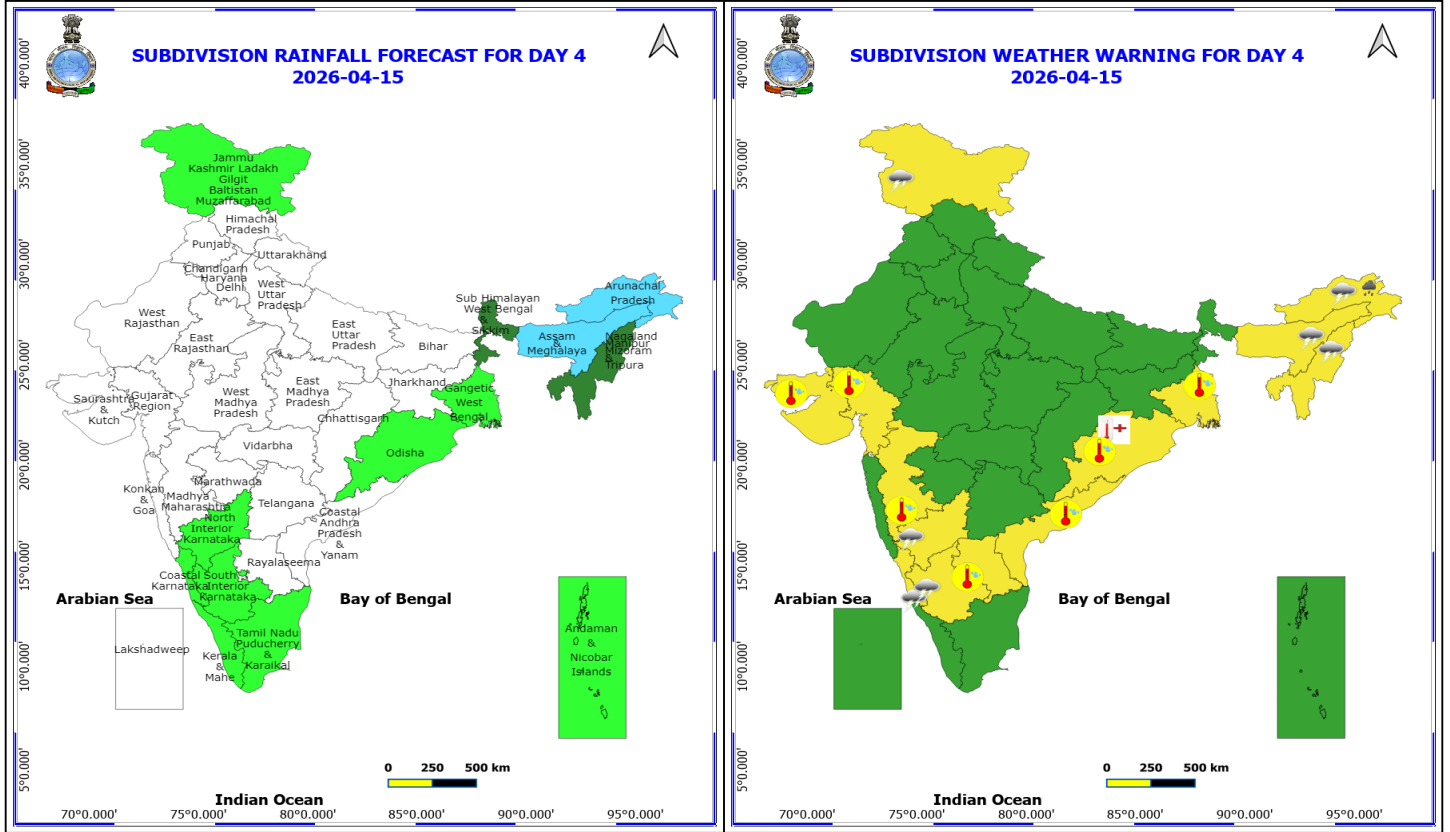 SUBDIVISION RAINFALL FORECAST FOR DAY 4
2026-04-15
40°0.000'
35°0.000'
30°0.000'
25°0.000'
20°0.000'
15°0.000'
10°0.000'
5°0.000'
Jammu
Kashmir Ladakh
Gilgit
Baltistan
Muzaffarabad
Himachal
Pradesh
Punjab
Uttarakhand
Chandigarh
Haryana
Delhi
West
Uttar
Pradesh
Arunachal
Pradesh
Sub Himalayan
West Bengal
&
Sikkim
West
Rajasthan
East
Rajasthan
East
Uttar
Pradesh
Bihar
Assam
&
Meghalaya
Nagaland
Manipur
Mizoram
&
Tripura
Jharkhand
Gangetic
West
Bengal
Saurashtra
&
Kutch
Gujarat
Region
West
Madhya
Pradesh
East
Madhya
Pradesh
Chhattisgarh
Vidarbha
Odisha
Konkan
&
Goa
Madhya
Maharashtra
Marathwada
Telangana
North
Interior
Karnataka
Coastal
Andhra
Pradesh
&
Yanam
Rayalaseema
Coastal
Karnataka
South
Interior
Karnataka
Arabian Sea
Bay of Bengal
Lakshadweep
Kerala
&
Mahe
Tamil Nadu
Puducherry
&
Karaikal
Andaman
&
Nicobar
Islands
0 250 500 km
Indian Ocean
70°0.000' 75°0.000' 80°0.000' 85°0.000' 90°0.000' 95°0.000'
SUBDIVISION WEATHER WARNING FOR DAY 4
2026-04-15
40°0.000'
35°0.000'
30°0.000'
25°0.000'
20°0.000'
15°0.000'
10°0.000'
5°0.000'
Arabian Sea
Bay of Bengal
0 250 500 km
Indian Ocean
70°0.000' 75°0.000' 80°0.000' 85°0.000' 90°0.000' 95°0.000'